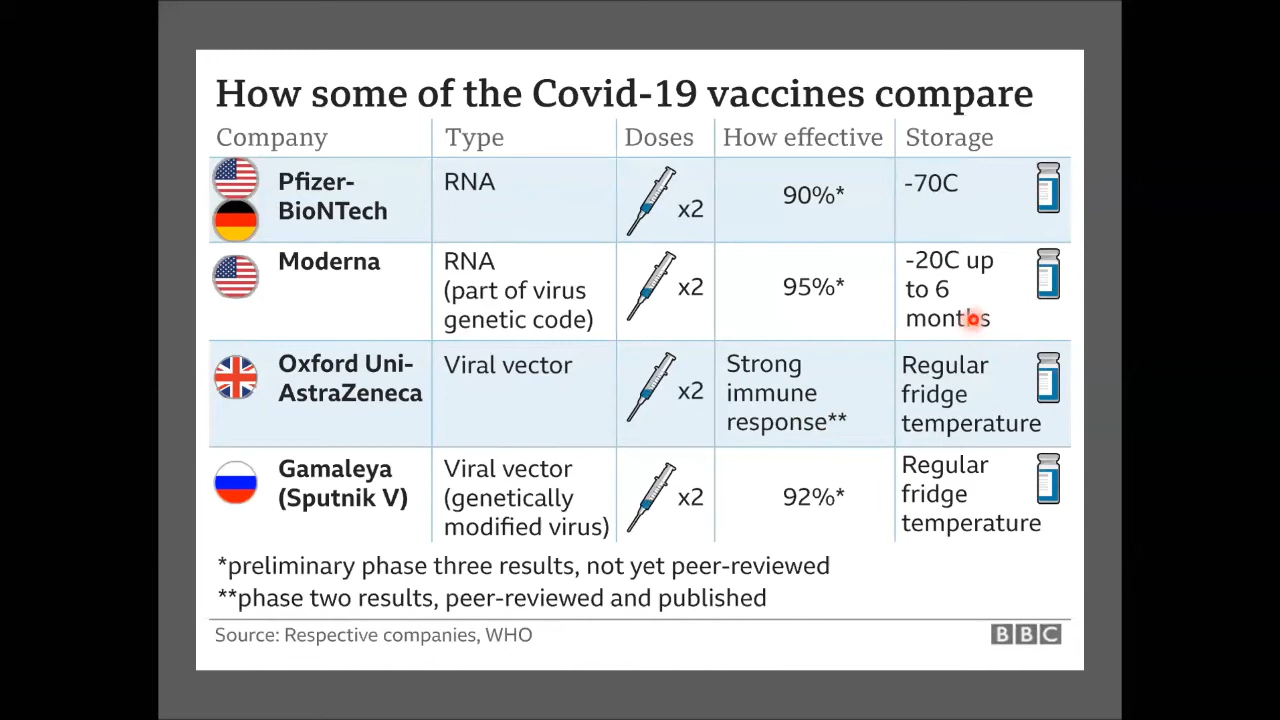 How some of the Covid-19 vaccines compare
Company Type Doses How effective Storage
Pfizer-
BioNTech
RNA
x2
90%*
-70C
Moderna
RNA
(part of virus
genetic code)
x2
95%*
-20C up
to 6
months
Oxford Uni-
AstraZeneca
Viral vector
x2
Strong
immune
response**
Regular
fridge
temperature
Gamaleya
(Sputnik V)
Viral vector
(genetically
modified virus)
x2
92%*
Regular
fridge
temperature
*preliminary phase three results, not yet peer-reviewed
**phase two results, peer-reviewed and published
Source: Respective companies, WHO
BBC